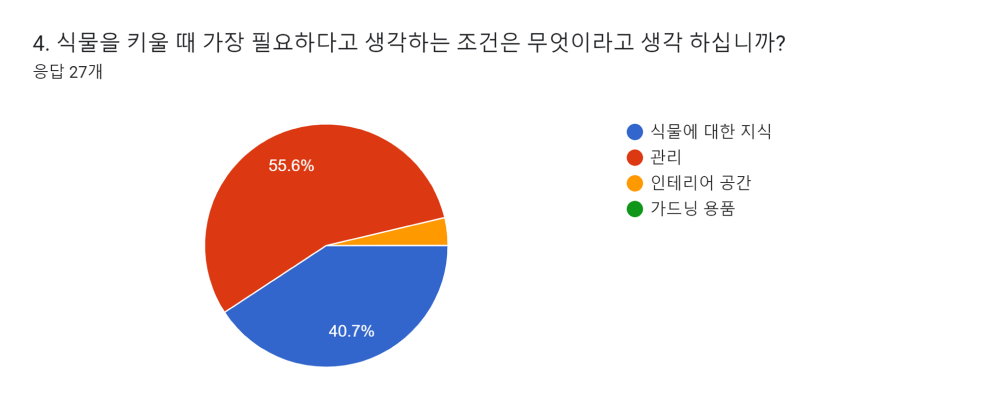 4. 식물을 키울 때 가장 필요하다고 생각하는 조건은 무엇이라고 생각 하십니까?
응답 27개
식물에 대한 지식
관리
인테리어 공간
가드닝 용품
55.6%
40.7%